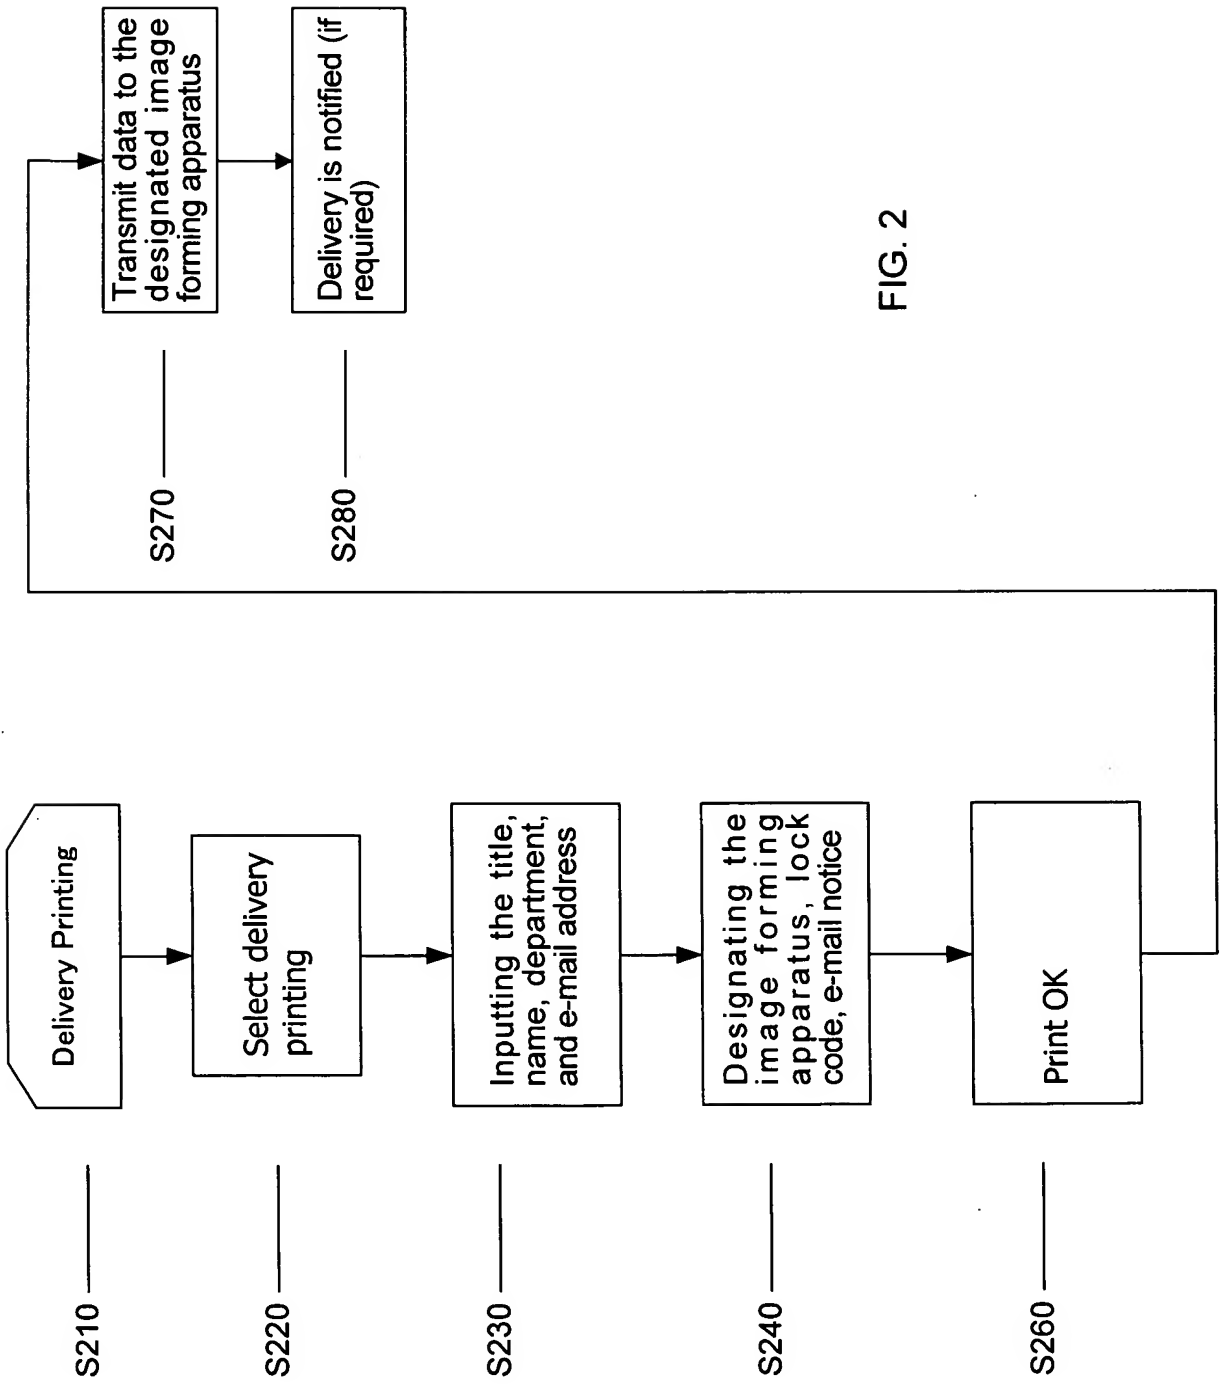 S210
Delivery Printing
S220
Select delivery
printing
S230
Inputting the title,
name, department,
and e-mail address
S240
Designating the
image forming
apparatus, lock
code, e-mail notice
S260
Print OK
S270
Transmit data to the
designated image
forming apparatus
S280
Delivery is notified (if
required)
FIG. 2